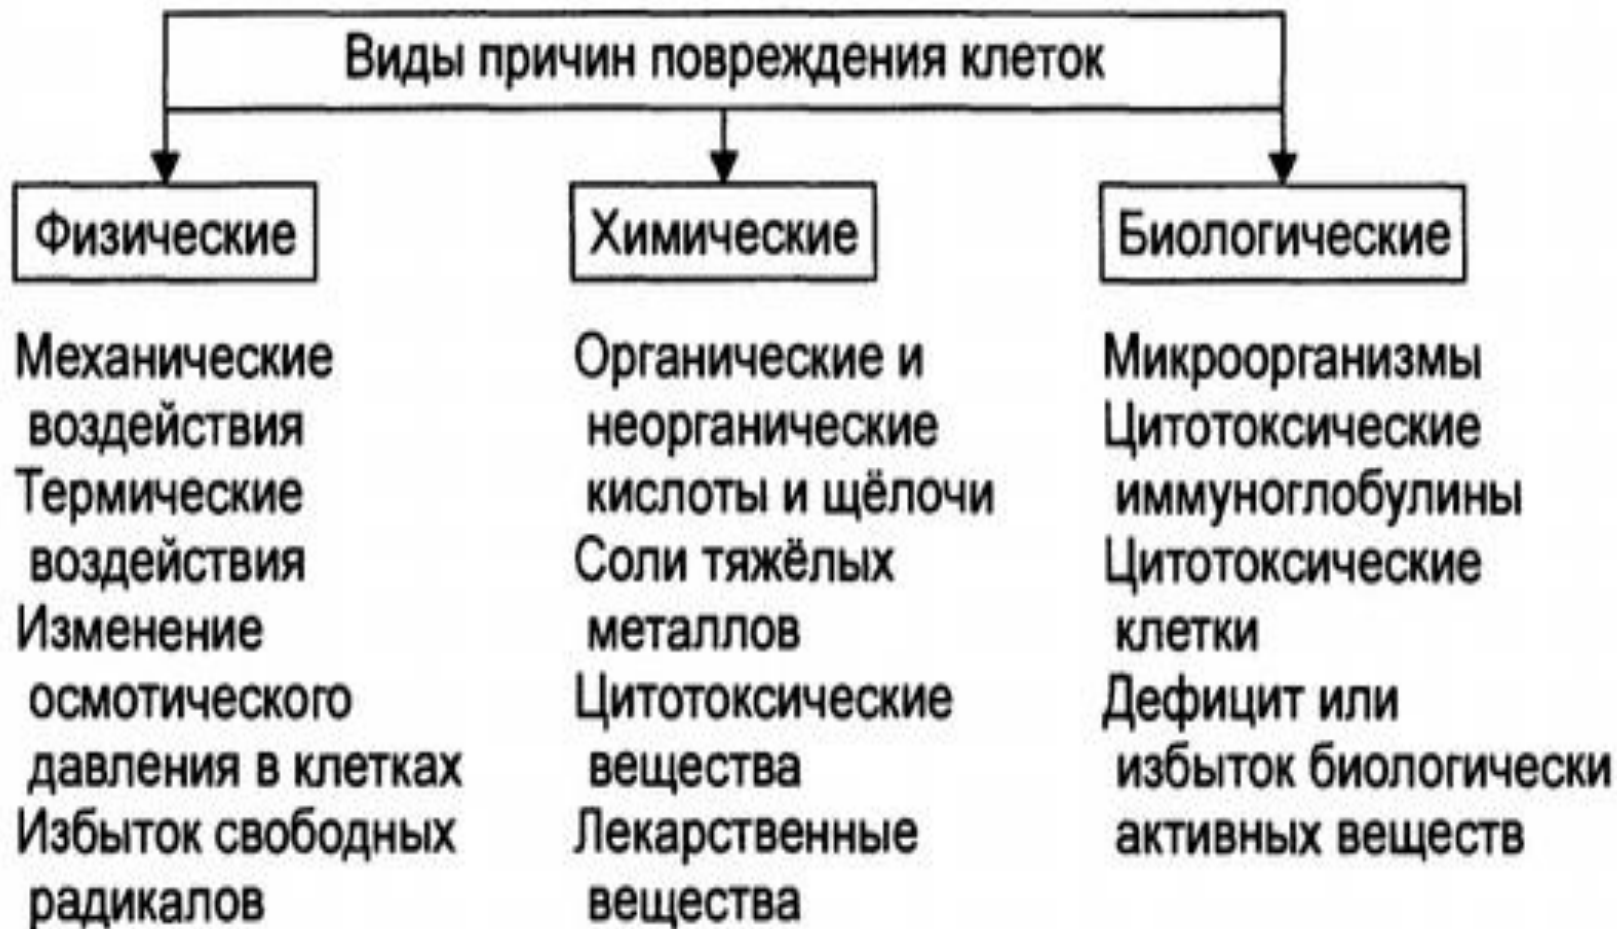 Виды причин повреждения клеток
Физические
Механические
воздействия
Термические
воздействия
Изменение
осмотического
давления в клетках
Избыток свободных
радикалов
Химические
Органические и
неорганические
кислоты и щёлочи
Соли тяжёлых
металлов
Цитотоксические
вещества
Лекарственные
вещества
Биологические
Микроорганизмы
Цитотоксические
иммуноглобулины
Цитотоксические
клетки
Дефицит или
избыток биологически
активных веществ